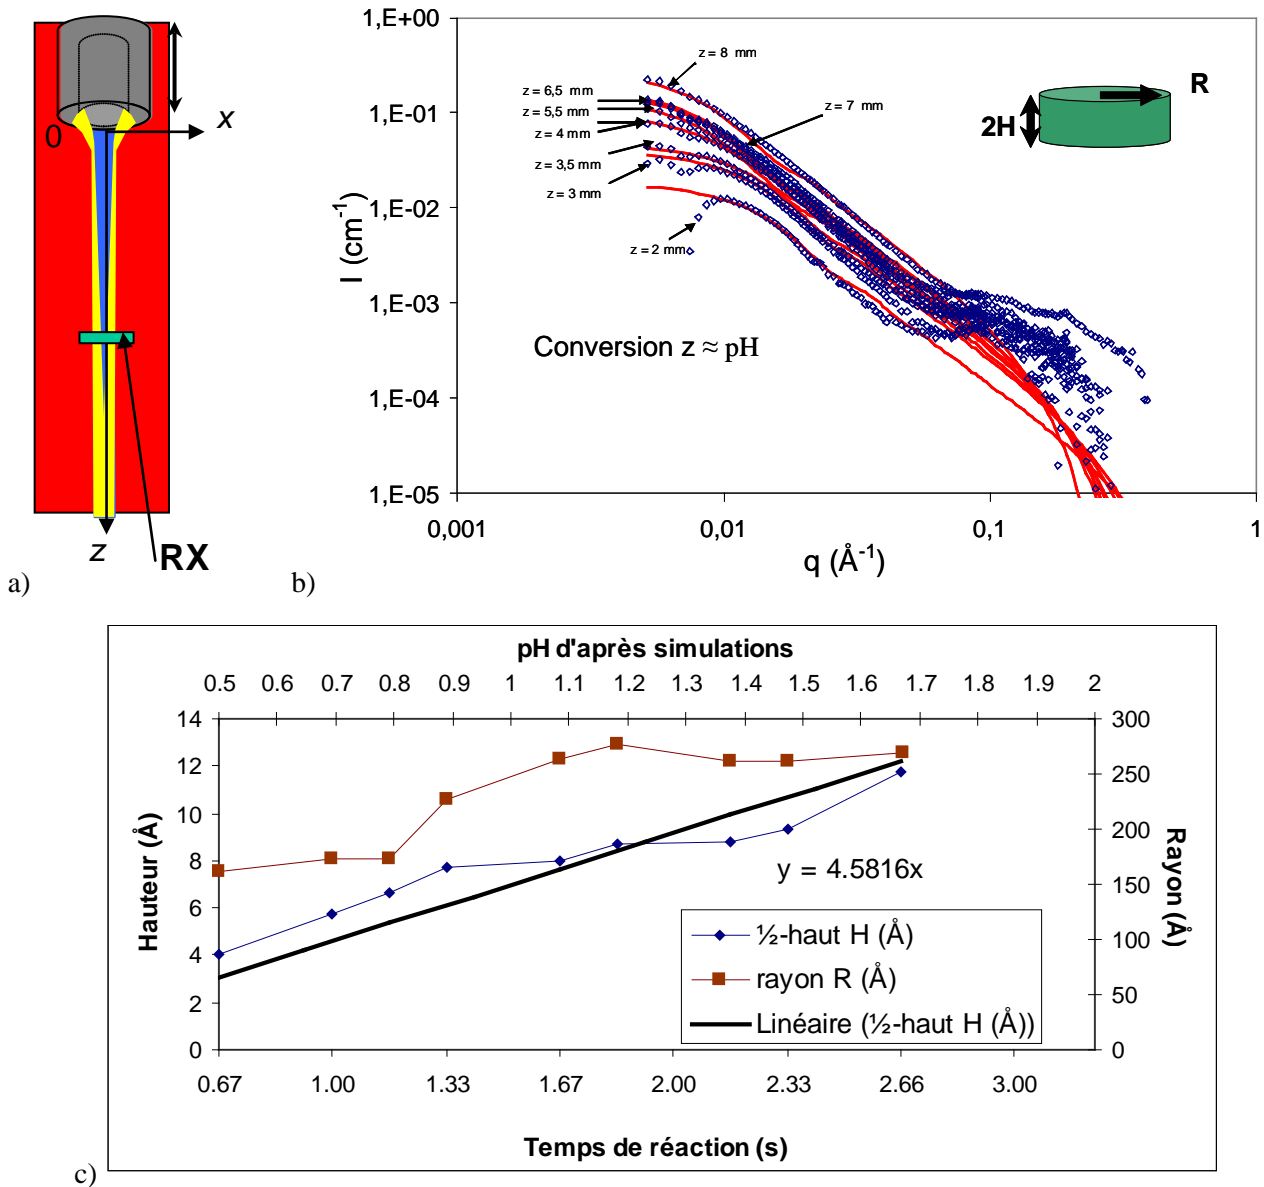 0
x
z
RX
a)
1,E+00
1,E-01
1,E-02
1,E-03
1,E-04
1,E-05
I (cm-1)
z = 8 mm
z = 6,5 mm
z = 7 mm
z = 5,5 mm
z = 4 mm
z = 3,5 mm
z = 3 mm
z = 2 mm
R
2H
Conversion z ≈ pH
0,001
0,01
0,1
1
q (Å-1)
b)
pH d'après simulations
0.5 0.6 0.7 0.8 0.9 1 1.1 1.2 1.3 1.4 1.5 1.6 1.7 1.8 1.9 2
14
12
10
8
6
4
2
0
Hauteur (Å)
300
250
200
150
100
50
0
Rayon (Å)
y = 4.5816x
½-haut H (Å)
rayon R (Å)
Linéaire (½-haut H (Å))
0.67 1.00 1.33 1.67 2.00 2.33 2.66 3.00
Temps de réaction (s)
c)